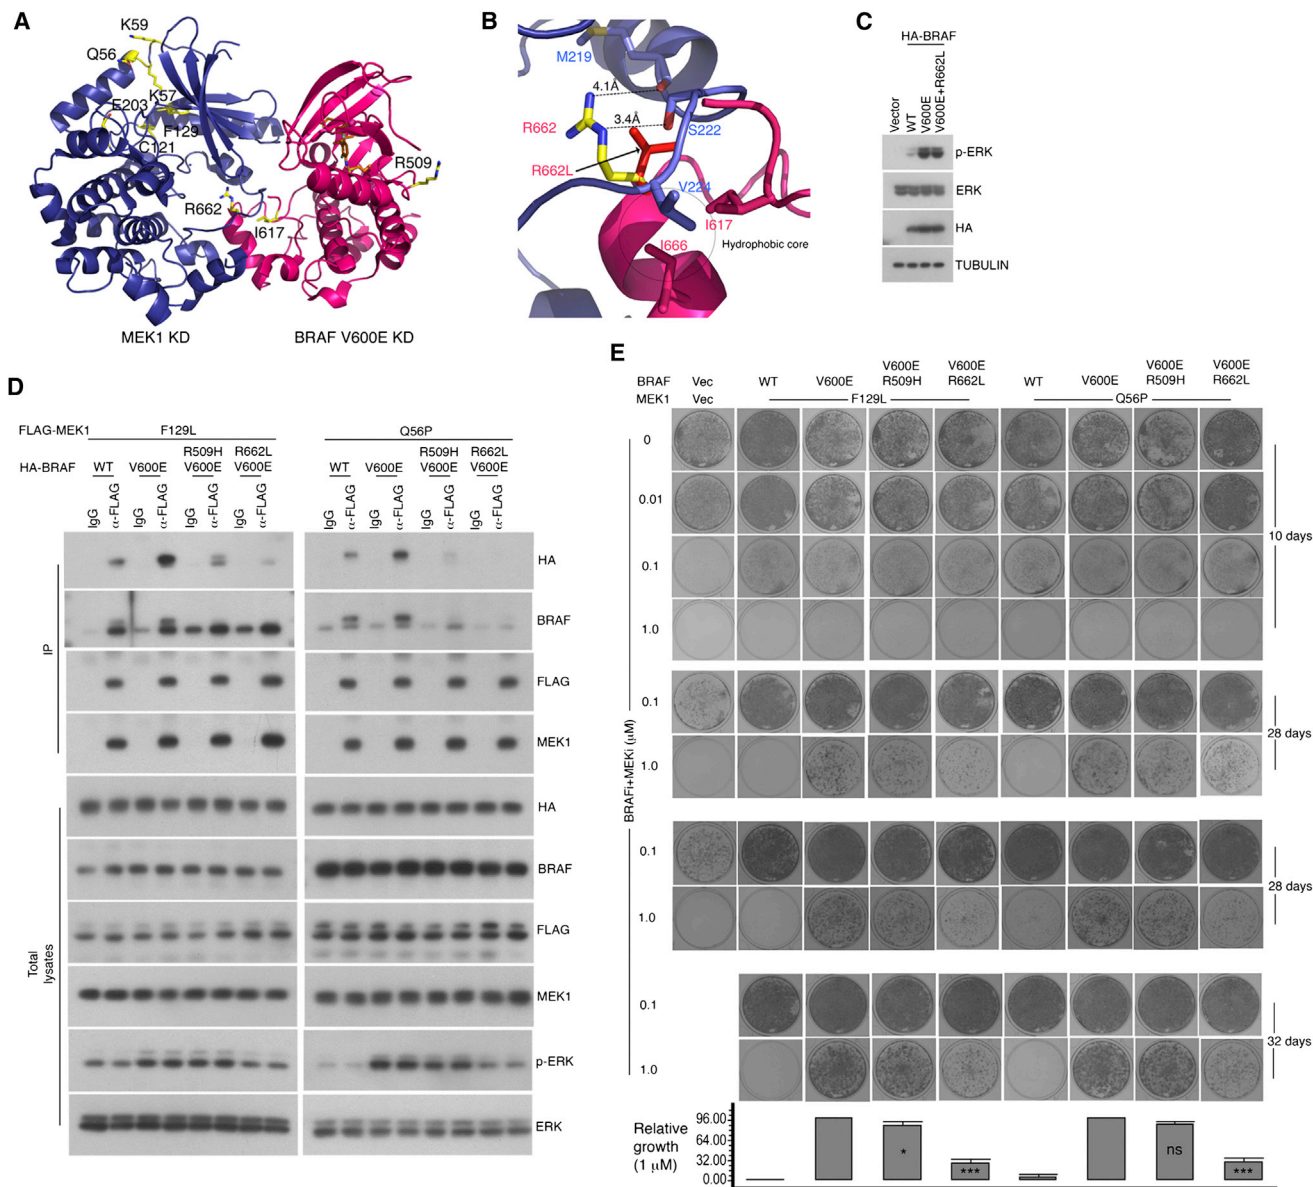 A
K59
Q56
K57
E203
F129
C121
R509
R662
I617
MEK1 KD
BRAF V600E KD
B
M219
4.1Å
R662
3.4Å
S222
R662L
V224
I617
I666
Hydrophobic core
C
HA-BRAF
Vector
WT
V600E
V600E+R662L
p-ERK
ERK
HA
TUBULIN
D
FLAG-MEK1 F129L Q56P
R509H R662L R509H R662L
HA-BRAF WT V600E V600E V600E WT V600E V600E V600E
IgG α-FLAG IgG α-FLAG IgG α-FLAG IgG α-FLAG IgG α-FLAG IgG α-FLAG IgG α-FLAG IgG α-FLAG
IP
HA
BRAF
FLAG
MEK1
Total lysates
HA
BRAF
FLAG
MEK1
p-ERK
ERK
E
V600E V600E V600E V600E
BRAF Vec WT V600E R509H R662L WT V600E R509H R662L
MEK1 Vec F129L Q56P
BRAFi+MEKi (μM)
0
0.01
0.1
1.0
10 days
0.1
1.0
28 days
0.1
1.0
28 days
0.1
1.0
32 days
Relative
growth
(1 μM)
96.00
64.00
32.00
0.00
* *** ns ***